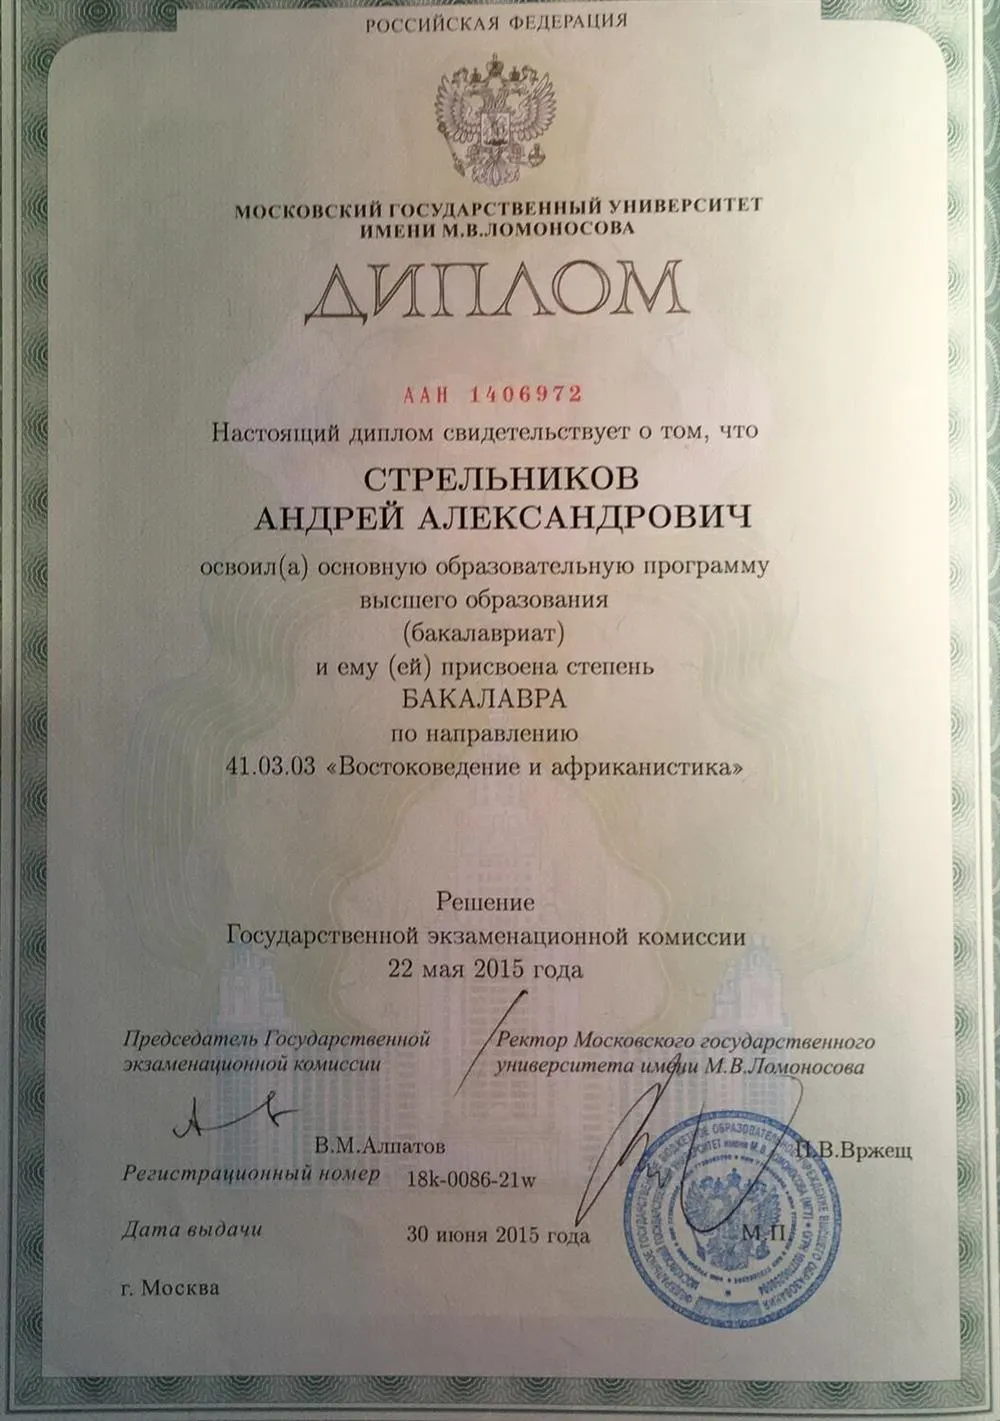 РОССИЙСКАЯ ФЕДЕРАЦИЯ
МОСКОВСКИЙ ГОСУДАРСТВЕННЫЙ УНИВЕРСИТЕТ
ИМЕНИ М.В.ЛОМОНОСОВА
ДИПЛОМ
ААН 1406972
Настоящий диплом свидетельствует о том, что
СТРЕЛЬНИКОВ
АНДРЕЙ АЛЕКСАНДРОВИЧ
освоил(а) основную образовательную программу
высшего образования
(бакалавриат)
и ему (ей) присвоена степень
БАКАЛАВРА
по направлению
41.03.03 «Востоковедение и африканистика»
Решение
Государственной экзаменационной комиссии
22 мая 2015 года
Председатель Государственной
экзаменационной комиссии
В.М.Алпатов
Ректор Московского государственного
университета имени М.В.Ломоносова
П.В.Вржещ
Регистрационный номер 18к-0086-21w
Дата выдачи 30 июня 2015 года
М.П.
г. Москва